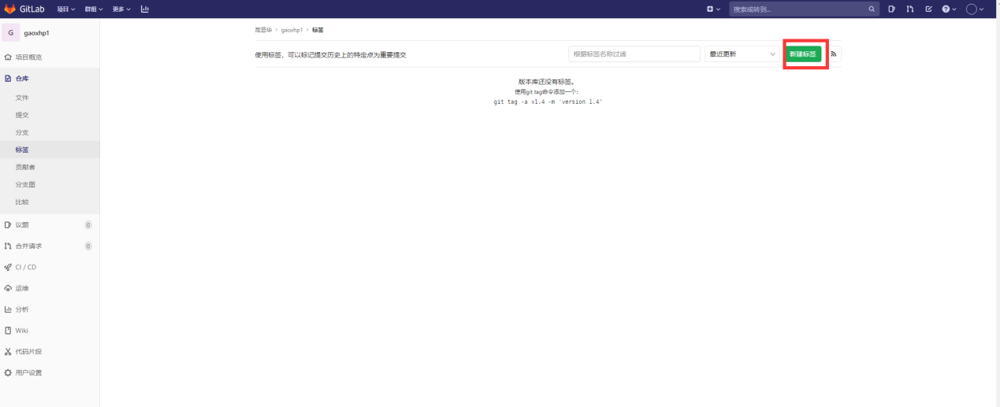 GitLab 项目 群组 更多 搜索或转到...
G gaoxhp1
项目概览
仓库
文件
提交
分支
标签
贡献者
分支图
比较
议题 0
合并请求 0
CI / CD
运维
分析
Wiki
代码片段
用户设置
高显华 > gaoxhp1 > 标签
使用标签，可以标记提交历史上的特定点为重要提交 根据标签名称过滤 最近更新 新建标签
版本库还没有标签。
使用git tag命令添加一个:
git tag -a v1.4 -m 'version 1.4'